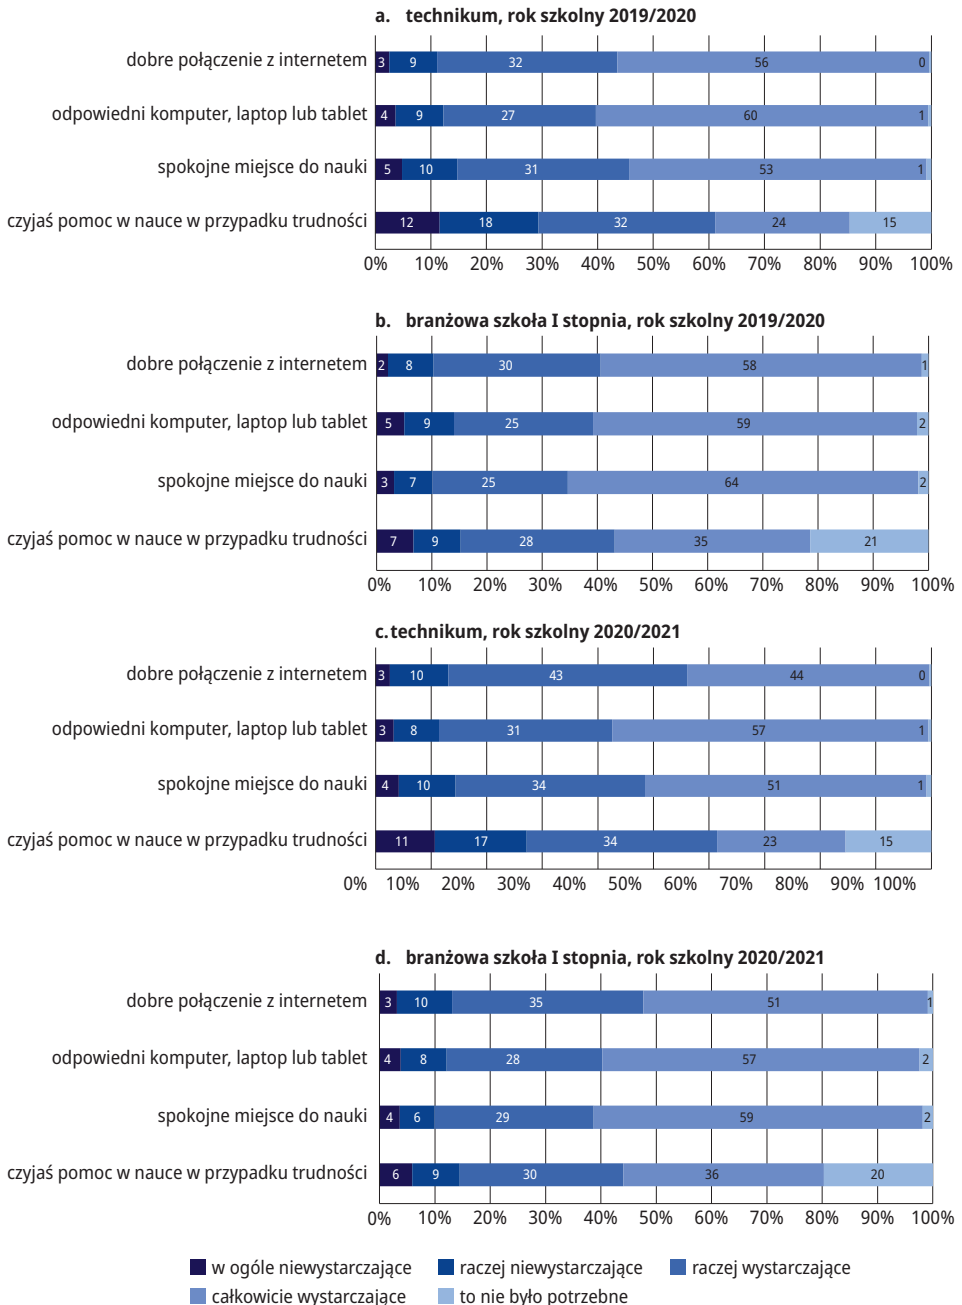 a. technikum, rok szkolny 2019/2020
dobre połączenie z internetem 3 9 32 56 0
odpowiedni komputer, laptop lub tablet 4 9 27 60 1
spokojne miejsce do nauki 5 10 31 53 1
czyjaś pomoc w nauce w przypadku trudności 12 18 32 24 15
0% 10% 20% 30% 40% 50% 60% 70% 80% 90% 100%
b. branżowa szkoła I stopnia, rok szkolny 2019/2020
dobre połączenie z internetem 2 8 30 58 1
odpowiedni komputer, laptop lub tablet 5 9 25 59 2
spokojne miejsce do nauki 3 7 25 64 2
czyjaś pomoc w nauce w przypadku trudności 7 9 28 35 21
0% 10% 20% 30% 40% 50% 60% 70% 80% 90% 100%
c. technikum, rok szkolny 2020/2021
dobre połączenie z internetem 3 10 43 44 0
odpowiedni komputer, laptop lub tablet 3 8 31 57 1
spokojne miejsce do nauki 4 10 34 51 1
czyjaś pomoc w nauce w przypadku trudności 11 17 34 23 15
0% 10% 20% 30% 40% 50% 60% 70% 80% 90% 100%
d. branżowa szkoła I stopnia, rok szkolny 2020/2021
dobre połączenie z internetem 3 10 35 51 1
odpowiedni komputer, laptop lub tablet 4 8 28 57 2
spokojne miejsce do nauki 4 6 29 59 2
czyjaś pomoc w nauce w przypadku trudności 6 9 30 36 20
0% 10% 20% 30% 40% 50% 60% 70% 80% 90% 100%
w ogóle niewystarczające raczej niewystarczające raczej wystarczające
całkowicie wystarczające to nie było potrzebne